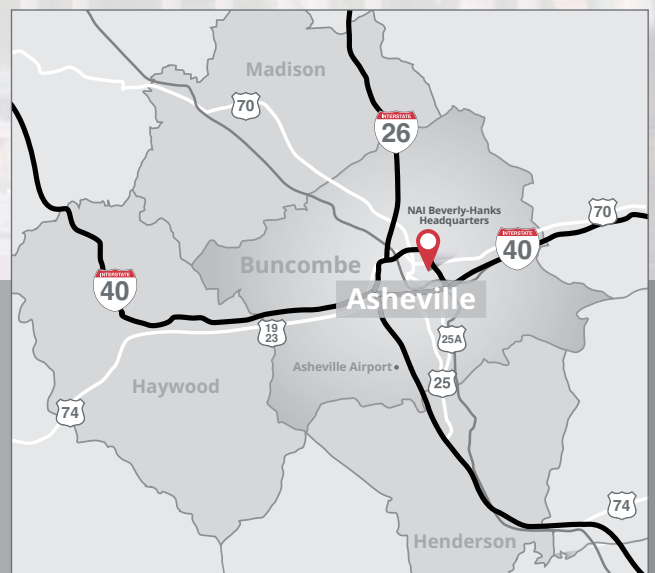 Madison
70
INTERSTATE
26
NAI Beverly-Hanks
Headquarters
70
INTERSTATE
40
Buncombe
INTERSTATE
40
Asheville
19
23
25A
Asheville Airport
25
Haywood
74
74
Henderson